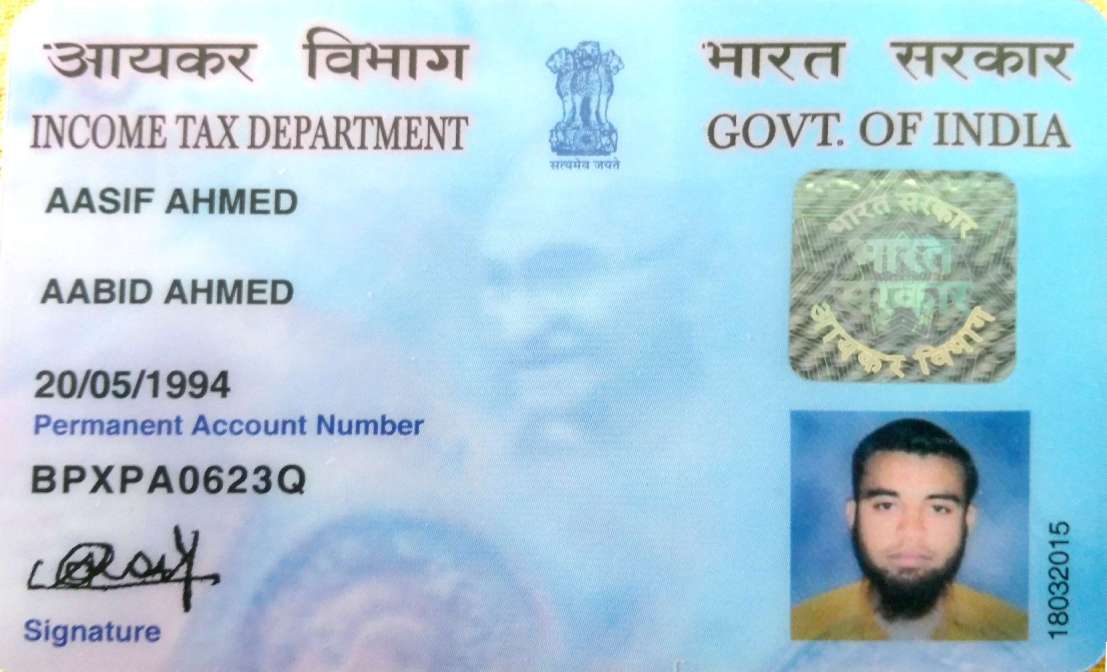 आयकर विभाग
INCOME TAX DEPARTMENT
भारत सरकार
GOVT. OF INDIA
सत्यमेव जयते
AASIF AHMED
AABID AHMED
20/05/1994
Permanent Account Number
BPXPA0623Q
Signature
भारत सरकार
भारत
सरकार
आयकर विभाग
18032015